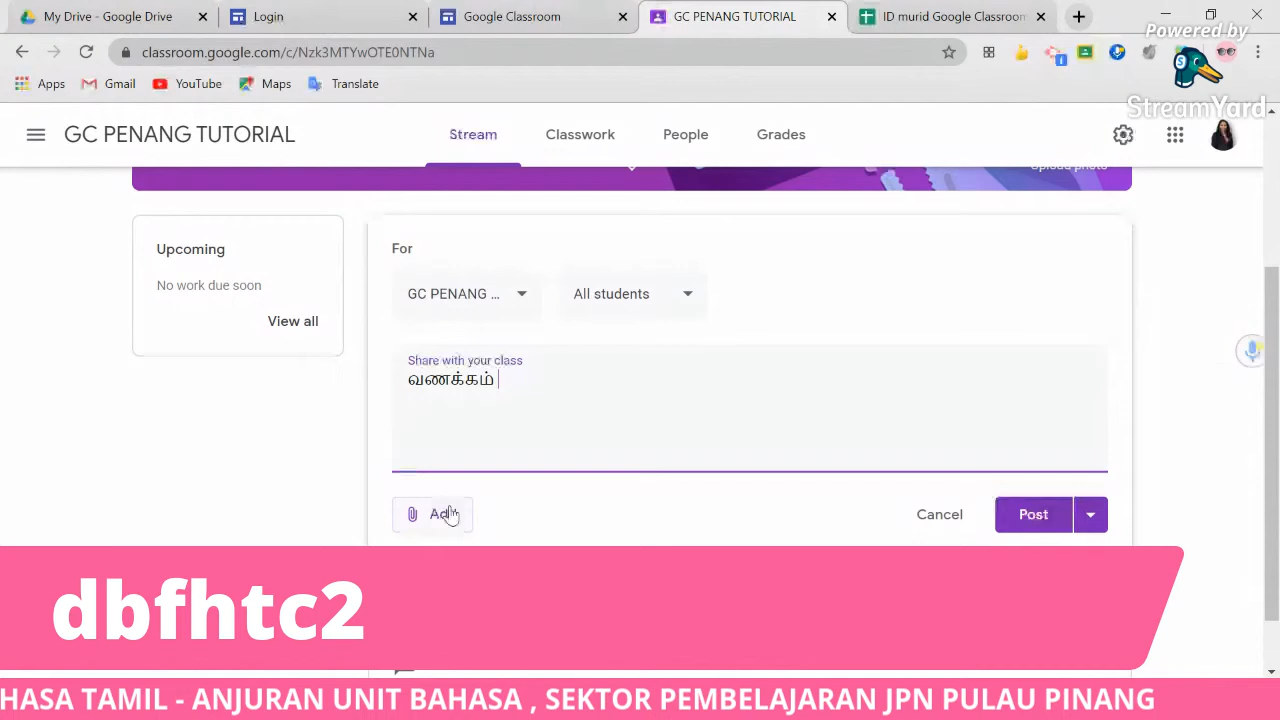 My Drive - Google Drive
Login
Google Classroom
GC PENANG TUTORIAL
ID murid Google Classroom
Powered by
classroom.google.com/c/Nzk3MTYwOTE0NTNa
Apps
Gmail
YouTube
Maps
Translate
StreamYard
GC PENANG TUTORIAL
Stream
Classwork
People
Grades
Upload photo
Upcoming
No work due soon
View all
For
GC PENANG ...
All students
Share with your class
வணக்கம்
Add
Cancel
Post
dbfhtc2
HASA TAMIL - ANJURAN UNIT BAHASA , SEKTOR PEMBELAJARAN JPN PULAU PINANG